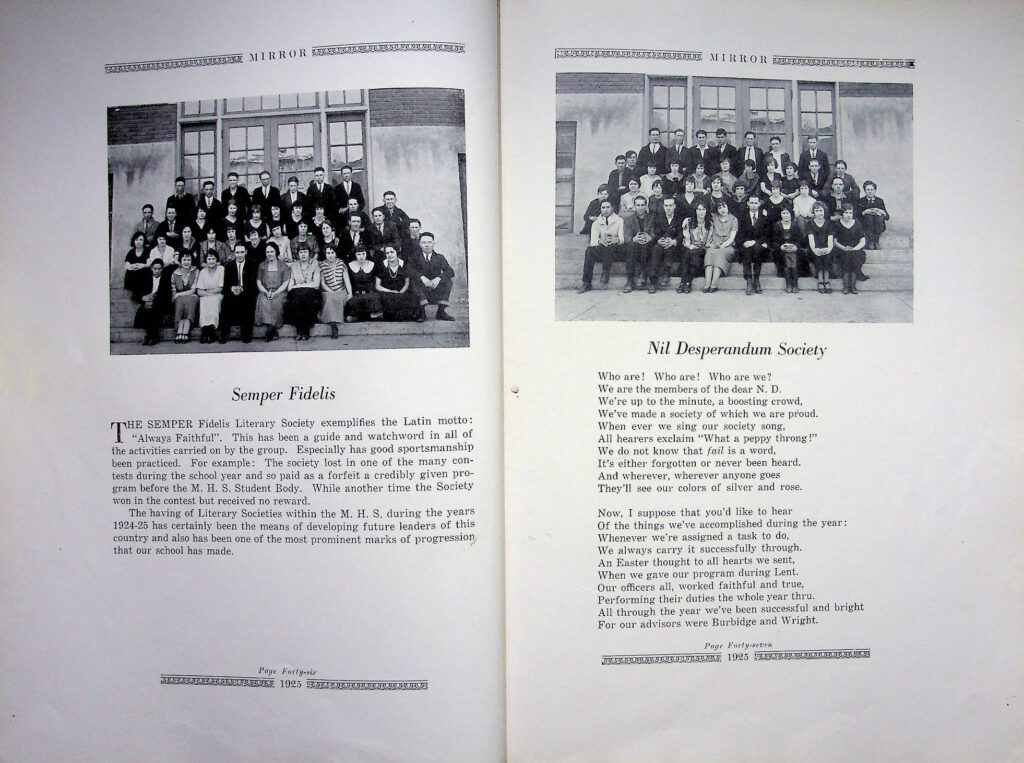 MIRROR
Semper Fidelis
THE SEMPER Fidelis Literary Society exemplifies the Latin motto:
"Always Faithful". This has been a guide and watchword in all of
the activities carried on by the group. Especially has good sportsmanship
been practiced. For example: The society lost in one of the many con-
tests during the school year and so paid as a forfeit a credibly given pro-
gram before the M. H. S. Student Body. While another time the Society
won in the contest but received no reward.
The having of Literary Societies within the M. H. S. during the years
1924-25 has certainly been the means of developing future leaders of this
country and also has been one of the most prominent marks of progression
that our school has made.
Page Forty-six
1925
MIRROR
Nil Desperandum Society
Who are! Who are! Who are we?
We are the members of the dear N. D.
We're up to the minute, a boosting crowd,
We've made a society of which we are proud.
When ever we sing our society song,
All hearers exclaim "What a peppy throng!"
We do not know that fail is a word,
It's either forgotten or never been heard.
And wherever, wherever anyone goes
They'll see our colors of silver and rose.
Now, I suppose that you'd like to hear
Of the things we've accomplished during the year:
Whenever we're assigned a task to do,
We always carry it successfully through.
An Easter thought to all hearts we sent,
When we gave our program during Lent.
Our officers all, worked faithful and true,
Performing their duties the whole year thru.
All through the year we've been successful and bright
For our advisors were Burbidge and Wright.
Page Forty-seven
1925